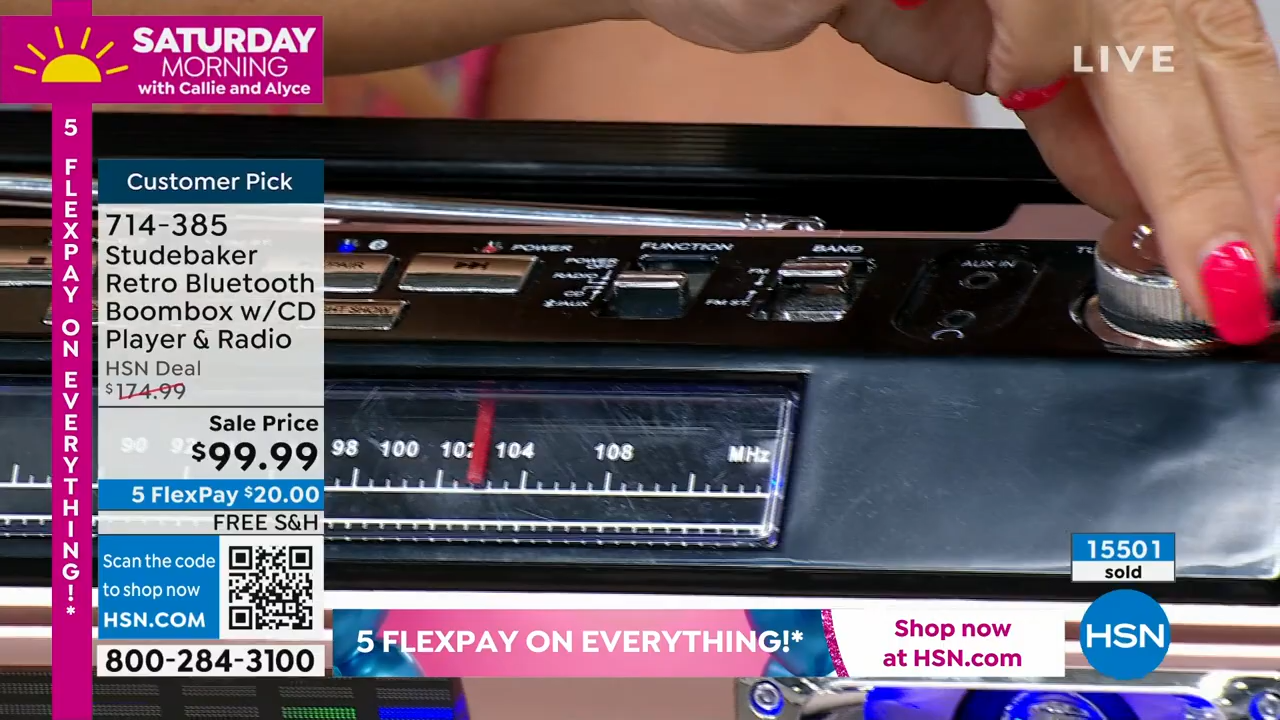 SATURDAY
MORNING
with Callie and Alyce
LIVE
5 FLEXPAY ON EVERYTHING!*
Customer Pick
714-385
Studebaker
Retro Bluetooth
Boombox w/CD
Player & Radio
HSN Deal
$174.99
Sale Price
$99.99
5 FlexPay $20.00
FREE S&H
Scan the code
to shop now
HSN.COM
800-284-3100
POWER
FUNCTION
BAND
AUX IN
98 100 104 108 MHz
15501
sold
5 FLEXPAY ON EVERYTHING!*
Shop now
at HSN.com
HSN